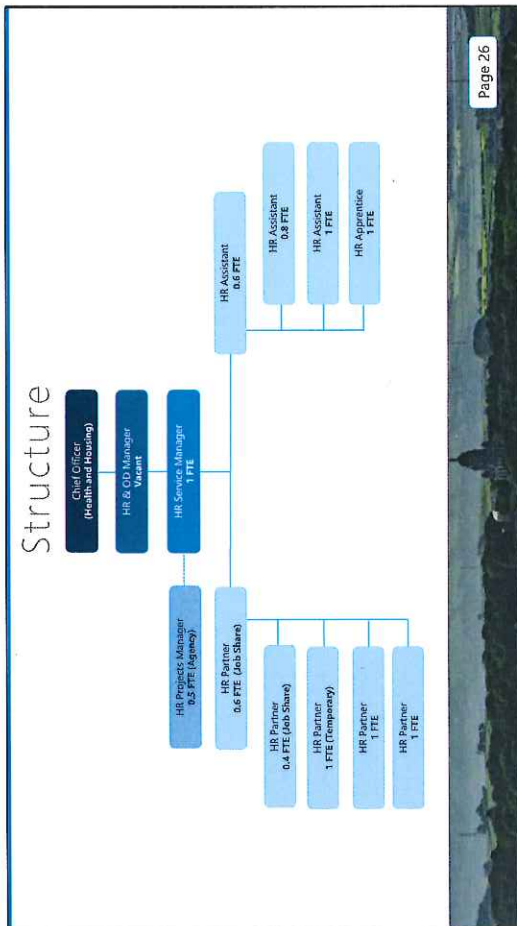 Structure
Chief Officer
(Health and Housing)
HR & OD Manager
Vacant
HR Service Manager
1 FTE
HR Projects Manager
0.5 FTE (Agency)
HR Partner
0.6 FTE (Job Share)
HR Partner
0.4 FTE (Job Share)
HR Partner
1 FTE (Temporary)
HR Partner
1 FTE
HR Partner
1 FTE
HR Assistant
0.6 FTE
HR Assistant
0.8 FTE
HR Assistant
1 FTE
HR Apprentice
1 FTE
Page 26